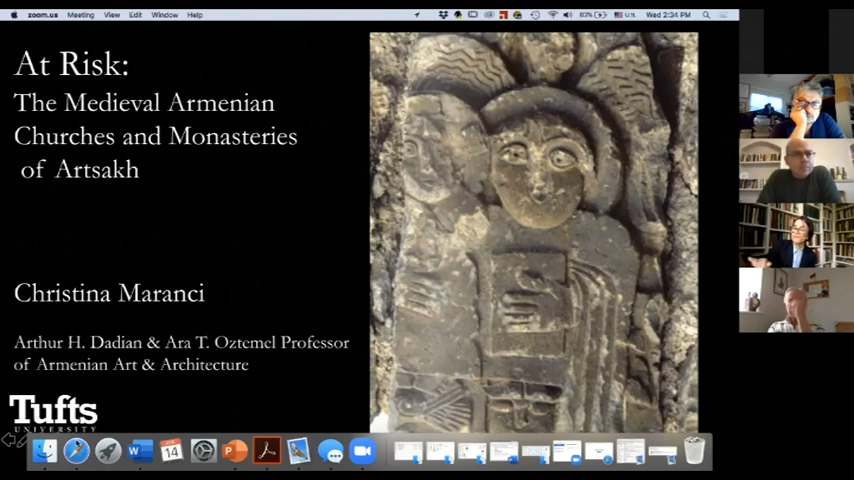 zoom.us Meeting Edit Window Help
Wed 2:34 PM
At Risk:
The Medieval Armenian
Churches and Monasteries
of Artsakh
Christina Maranci
Arthur H. Dadian & Ara T. Oztemel Professor
of Armenian Art & Architecture
Tufts
UNIVERSITY
14